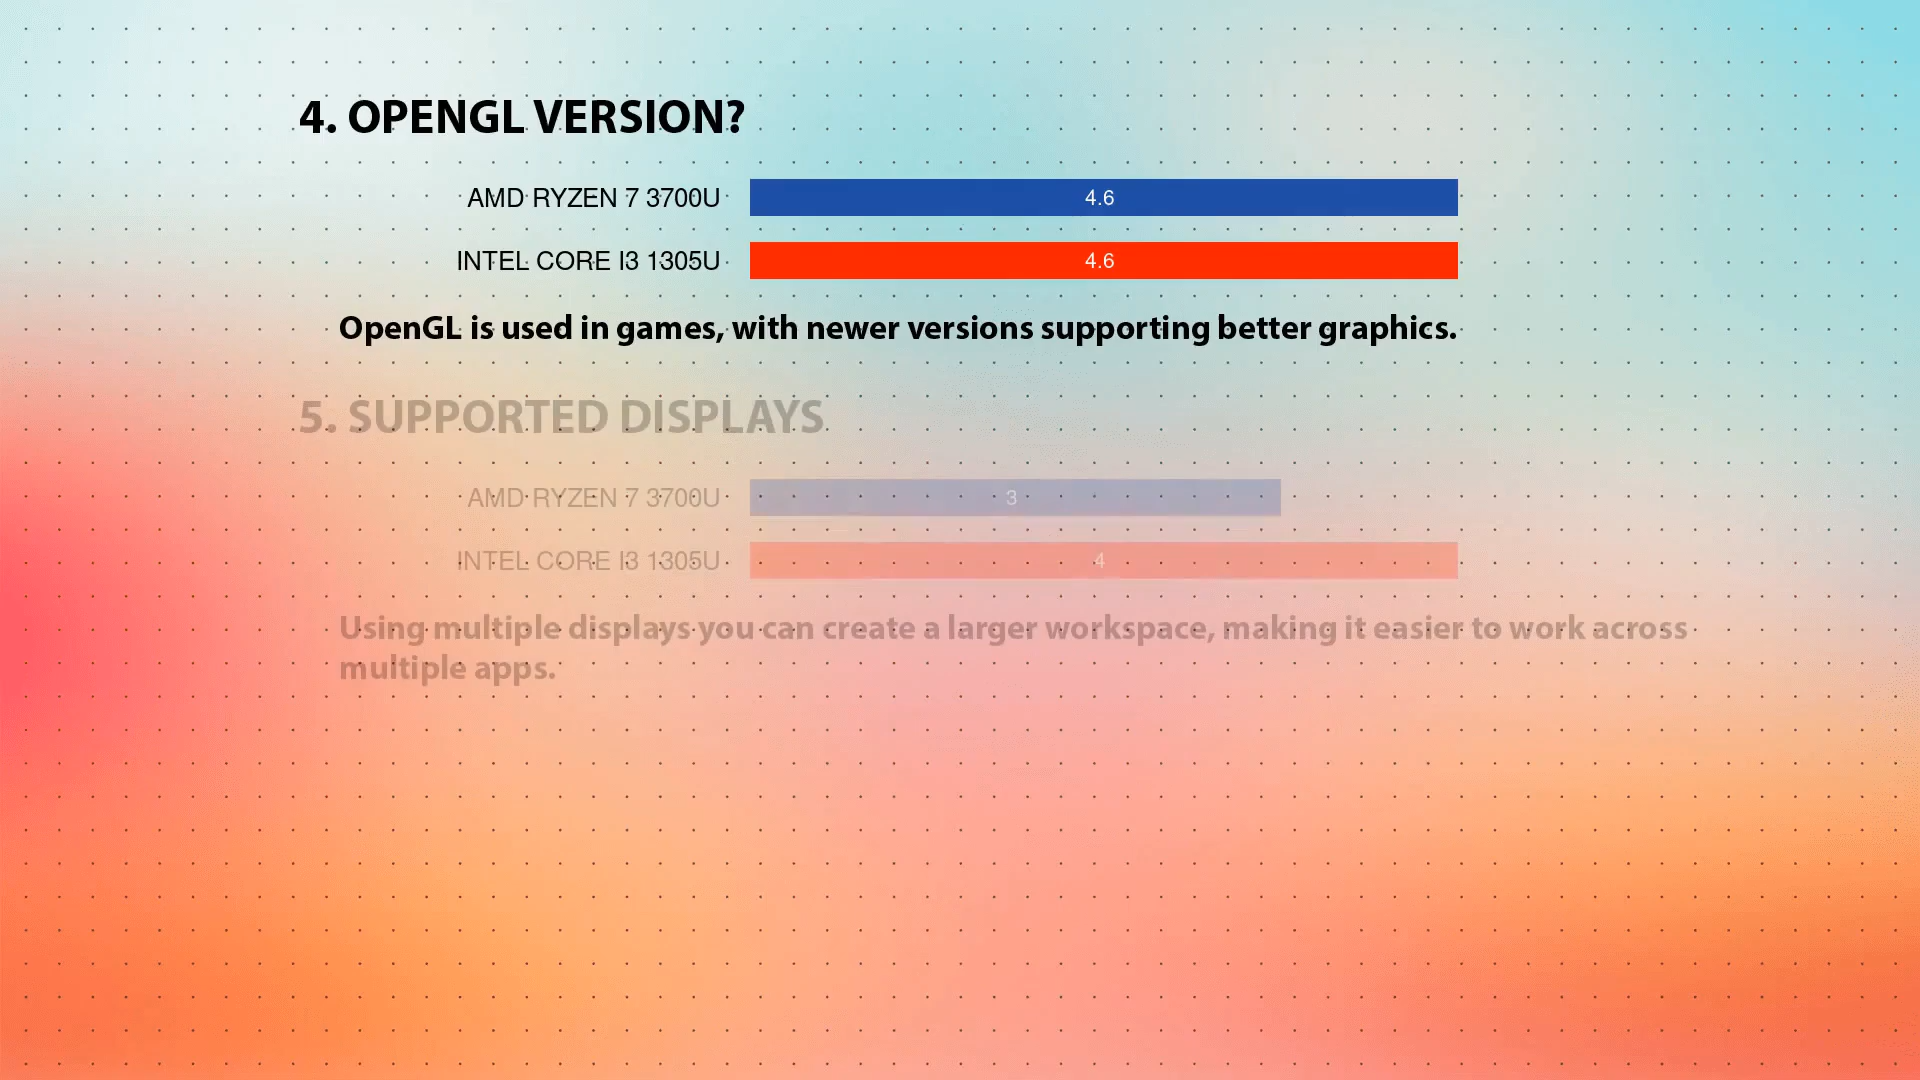 4. OPENGL VERSION?
AMD RYZEN 7 3700U
4.6
INTEL CORE I3 1305U
4.6
OpenGL is used in games, with newer versions supporting better graphics.
5. SUPPORTED DISPLAYS
AMD RYZEN 7 3700U
3
INTEL CORE I3 1305U
4
Using multiple displays you can create a larger workspace, making it easier to work across
multiple apps.